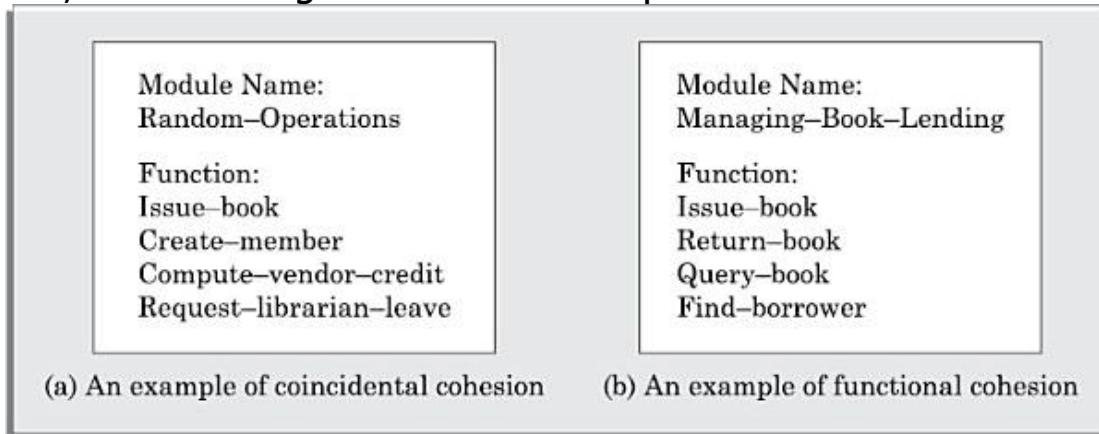 Module Name:
Random–Operations
Function:
Issue–book
Create–member
Compute–vendor–credit
Request–librarian–leave
(a) An example of coincidental cohesion
Module Name:
Managing–Book–Lending
Function:
Issue–book
Return–book
Query–book
Find–borrower
(b) An example of functional cohesion